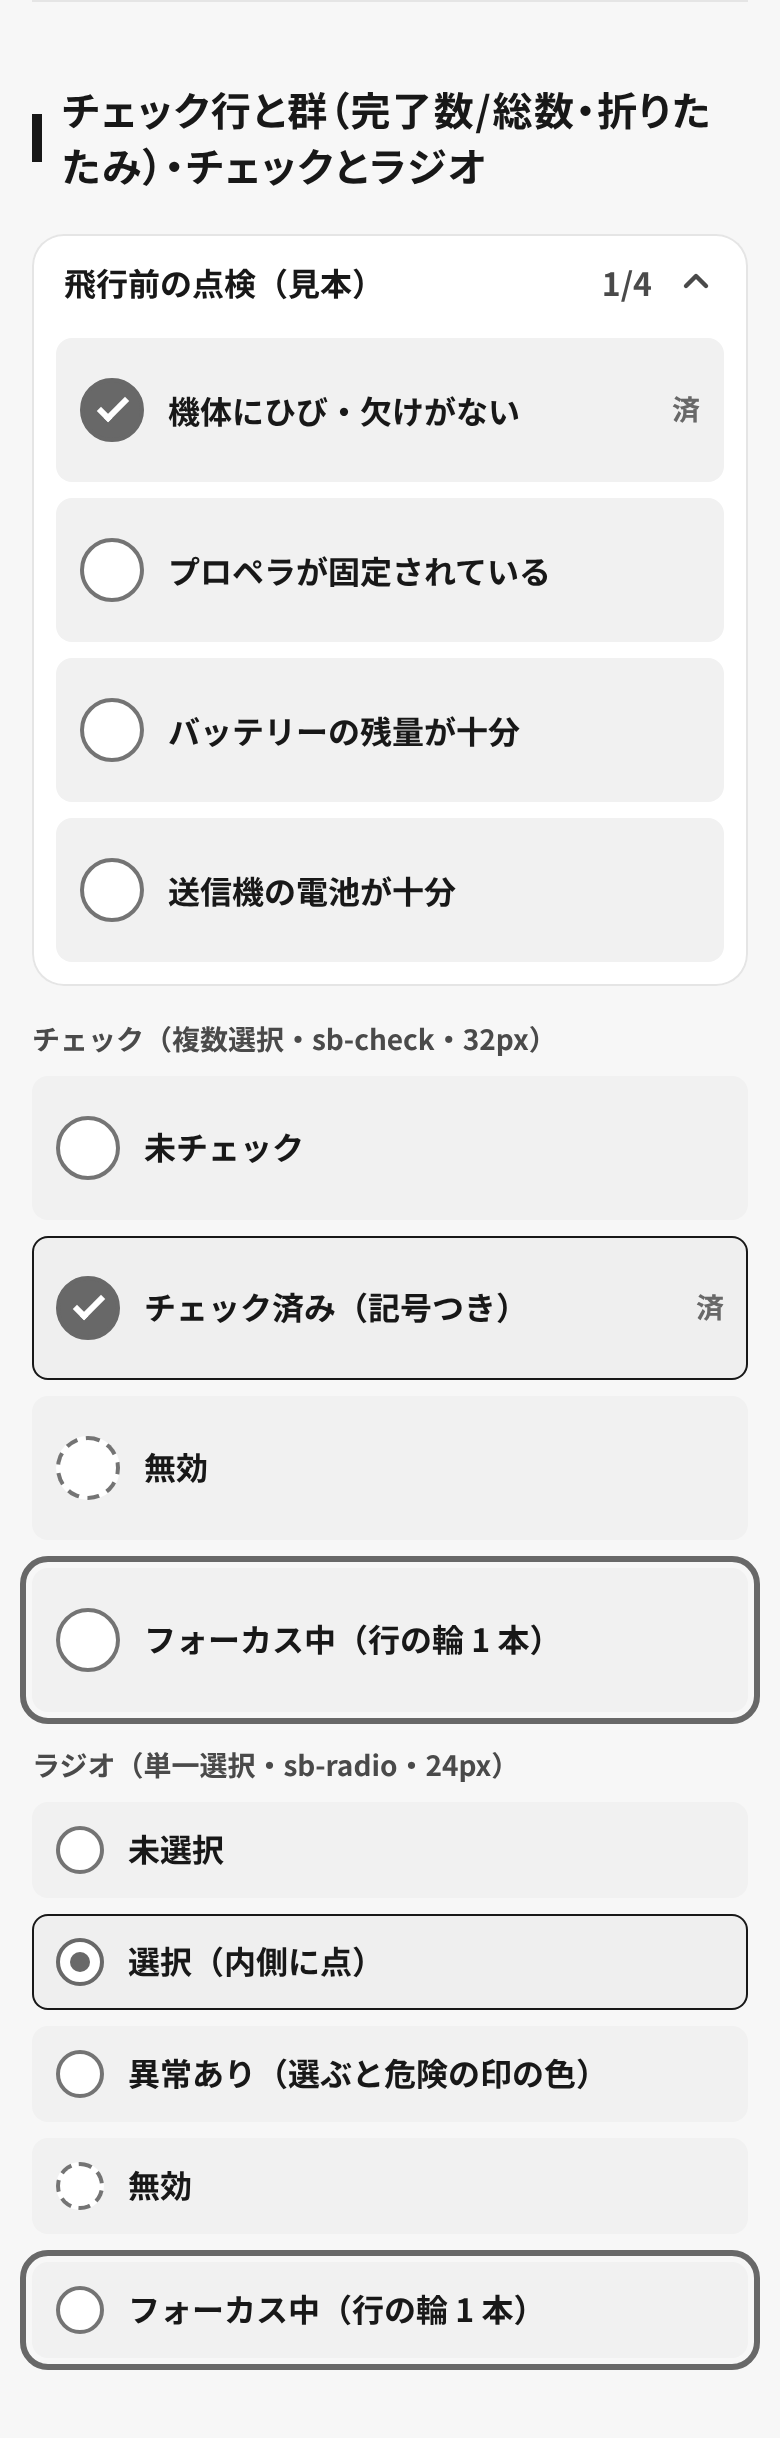 チェック行と群（完了数/総数・折りた
たみ）・チェックとラジオ
飛行前の点検（見本） 1/4
機体にひび・欠けがない 済
プロペラが固定されている
バッテリーの残量が十分
送信機の電池が十分
チェック（複数選択・sb-check・32px）
未チェック
チェック済み（記号つき） 済
無効
フォーカス中（行の輪 1 本）
ラジオ（単一選択・sb-radio・24px）
未選択
選択（内側に点）
異常あり（選ぶと危険の印の色）
無効
フォーカス中（行の輪 1 本）